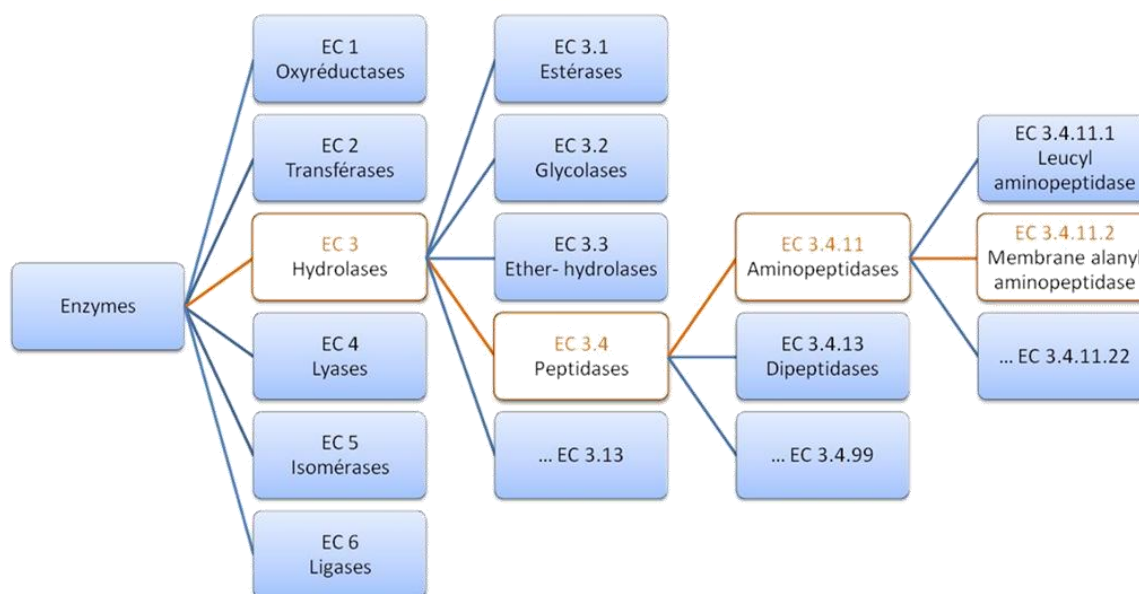 Enzymes
EC 1
Oxyréductases
EC 2
Transférases
EC 3
Hydrolases
EC 4
Lyases
EC 5
Isomérases
EC 6
Ligases
EC 3.1
Estérases
EC 3.2
Glycolases
EC 3.3
Ether- hydrolases
EC 3.4
Peptidases
... EC 3.13
EC 3.4.11
Aminopeptidases
EC 3.4.13
Dipeptidases
... EC 3.4.99
EC 3.4.11.1
Leucyl
aminopeptidase
EC 3.4.11.2
Membrane alanyl
aminopeptidase
... EC 3.4.11.22